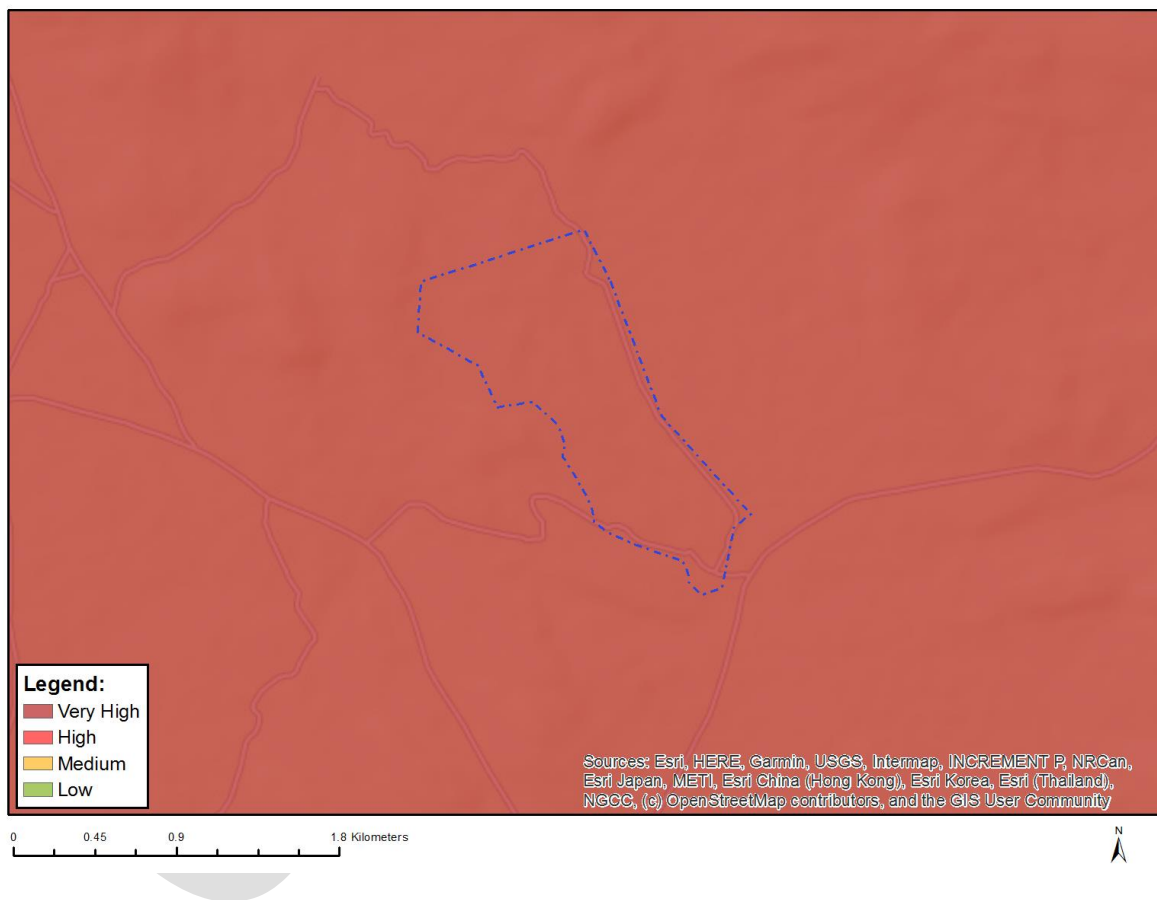 Legend:
Very High
High
Medium
Low
Sources: Esri, HERE, Garmin, USGS, Intermap, INCREMENT P, NRCan,
Esri Japan, METI, Esri China (Hong Kong), Esri Korea, Esri (Thailand),
NGCC, (c) OpenStreetMap contributors, and the GIS User Community
0 0.45 0.9 1.8 Kilometers
N